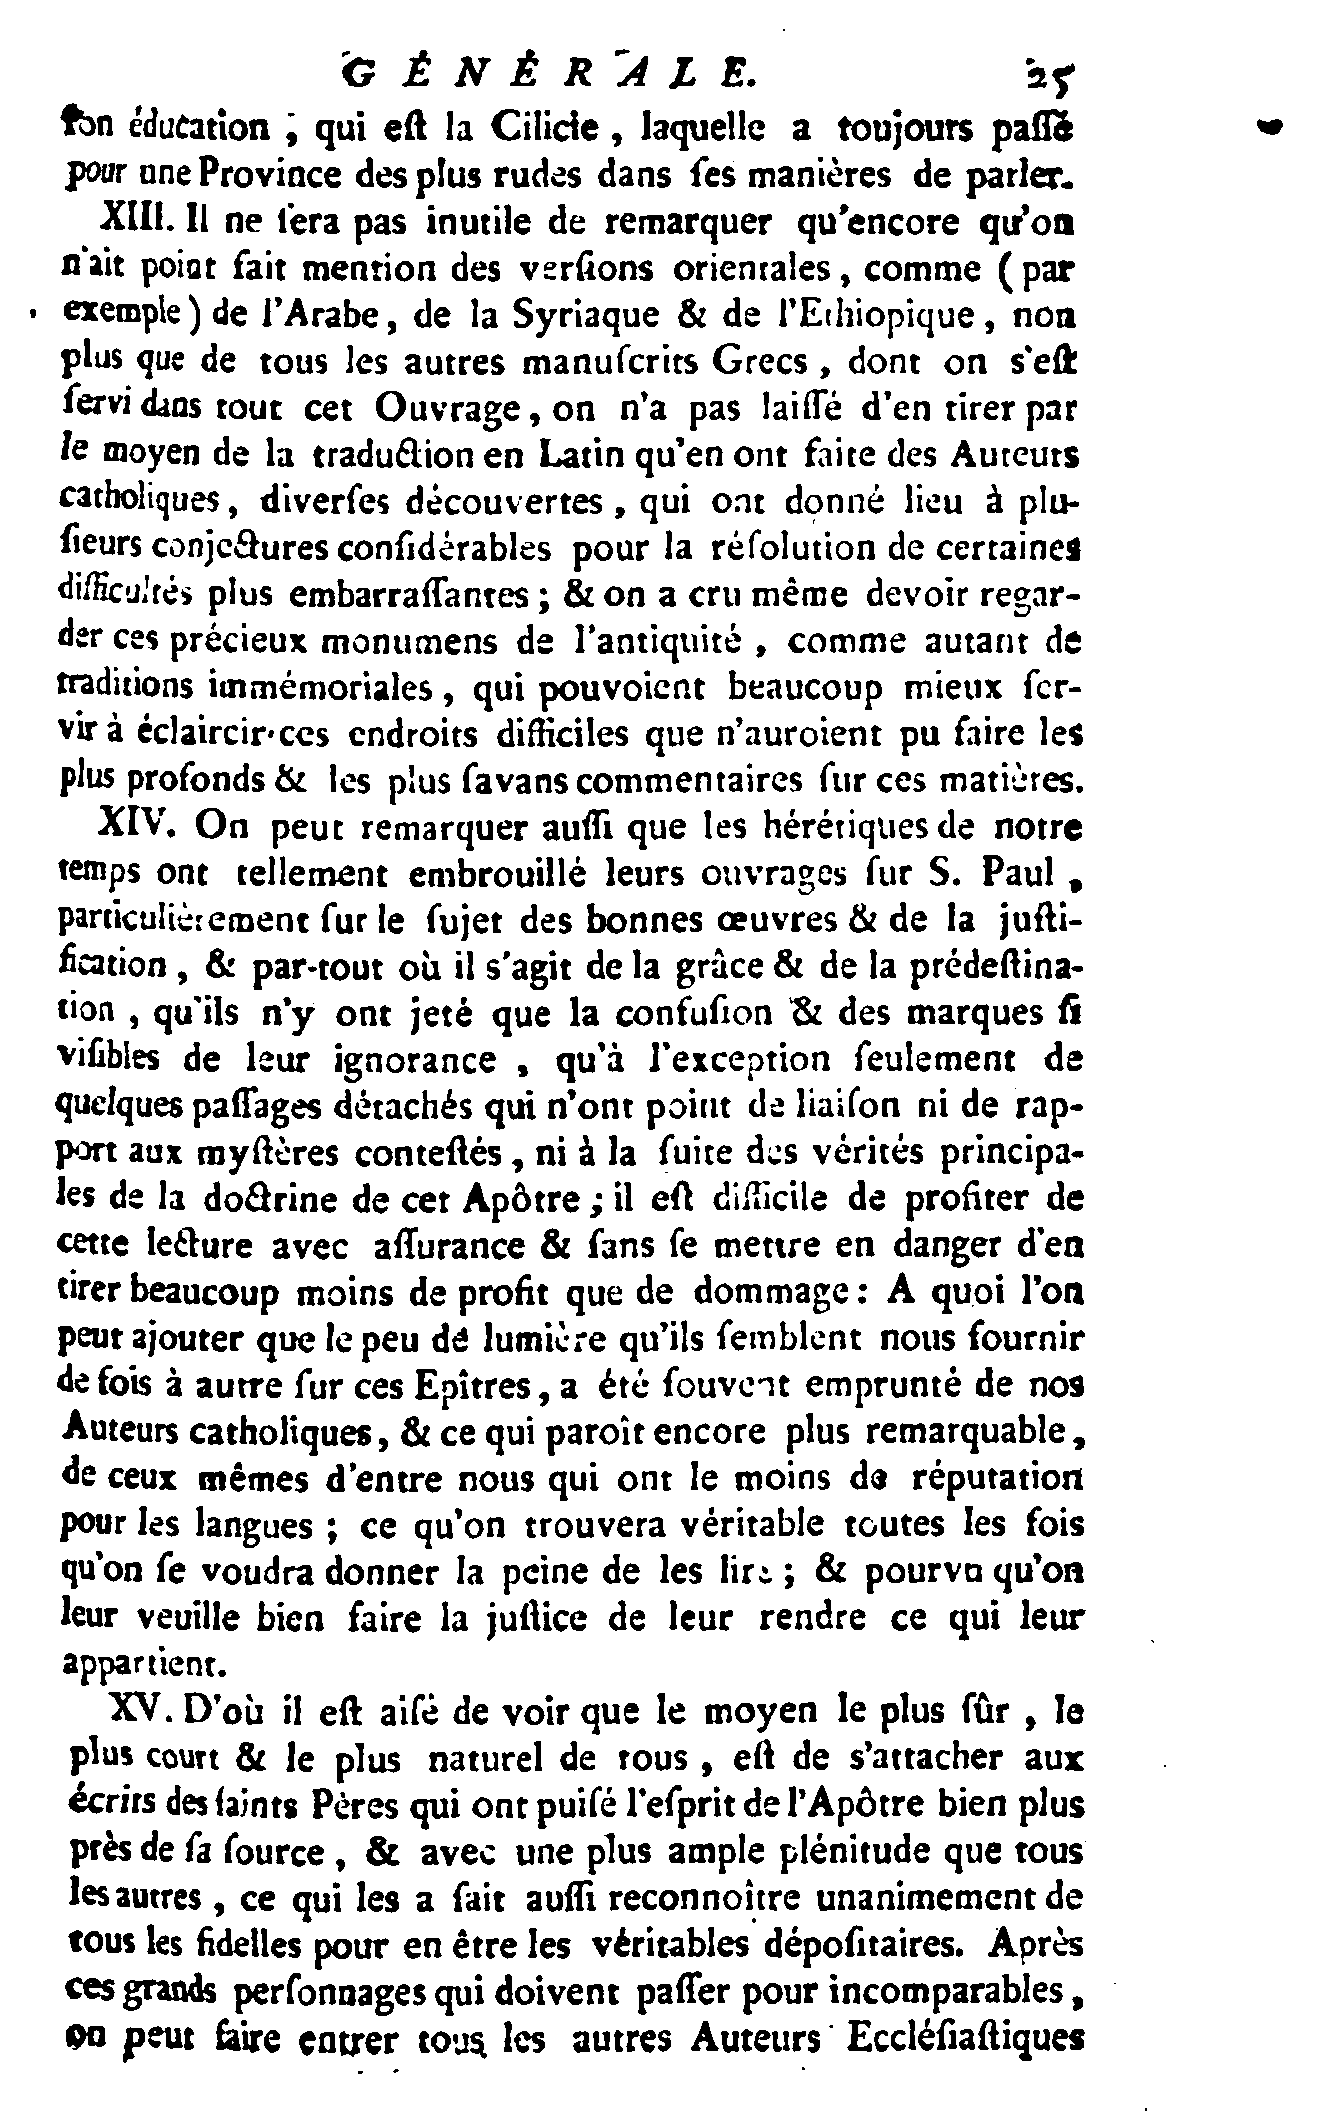 GÉNÉRALE. 25
ſon éducation ; qui eſt la Cilicie , laquelle a toujours paſſé
pour une Province des plus rudes dans ſes manières de parler.
XIII. Il ne ſera pas inutile de remarquer qu'encore qu'on
n'ait point fait mention des verſions orientales, comme ( par
exemple ) de l'Arabe, de la Syriaque & de l'Ethiopique, non
plus que de tous les autres manuſcrits Grecs , dont on s'eſt
ſervi dans tout cet Ouvrage, on n'a pas laiſſé d'en tirer par
le moyen de la traduction en Latin qu'en ont faite des Auteurs
catholiques, diverſes découvertes , qui ont donné lieu à plu-
ſieurs conjectures conſidérables pour la réſolution de certaines
difficultés plus embarraſſantes ; & on a cru même devoir regar-
der ces précieux monumens de l'antiquité , comme autant de
traditions immémoriales, qui pouvoient beaucoup mieux ſer-
vir à éclaircir ces endroits difficiles que n'auroient pu faire les
plus profonds & les plus ſavans commentaires ſur ces matières.
XIV. On peut remarquer auſſi que les hérétiques de notre
temps ont tellement embrouillé leurs ouvrages ſur S. Paul ,
particulièrement ſur le ſujet des bonnes œuvres & de la juſti-
fication, & par-tout où il s'agit de la grâce & de la prédeſtina-
tion , qu'ils n'y ont jeté que la confuſion & des marques ſi
viſibles de leur ignorance , qu'à l'exception ſeulement de
quelques paſſages détachés qui n'ont point de liaiſon ni de rap-
port aux myſtères conteſtés, ni à la ſuite des vérités principa-
les de la doctrine de cet Apôtre ; il eſt difficile de profiter de
cette lecture avec aſſurance & ſans ſe mettre en danger d'en
tirer beaucoup moins de profit que de dommage : A quoi l'on
peut ajouter que le peu de lumière qu'ils ſemblent nous fournir
de fois à autre ſur ces Epîtres, a été ſouvent emprunté de nos
Auteurs catholiques, & ce qui paroît encore plus remarquable,
de ceux mêmes d'entre nous qui ont le moins de réputation
pour les langues ; ce qu'on trouvera véritable toutes les fois
qu'on ſe voudra donner la peine de les lire ; & pourvu qu'on
leur veuille bien faire la juſtice de leur rendre ce qui leur
appartient.
XV. D'où il eſt aiſé de voir que le moyen le plus ſûr , le
plus court & le plus naturel de tous , eſt de s'attacher aux
écrits des ſaints Pères qui ont puiſé l'eſprit de l'Apôtre bien plus
près de ſa ſource , & avec une plus ample plénitude que tous
les autres , ce qui les a fait auſſi reconnoître unanimement de
tous les fidelles pour en être les véritables dépoſitaires. Après
ces grands perſonnages qui doivent paſſer pour incomparables,
on peut faire entrer tous les autres Auteurs Eccléſiaſtiques